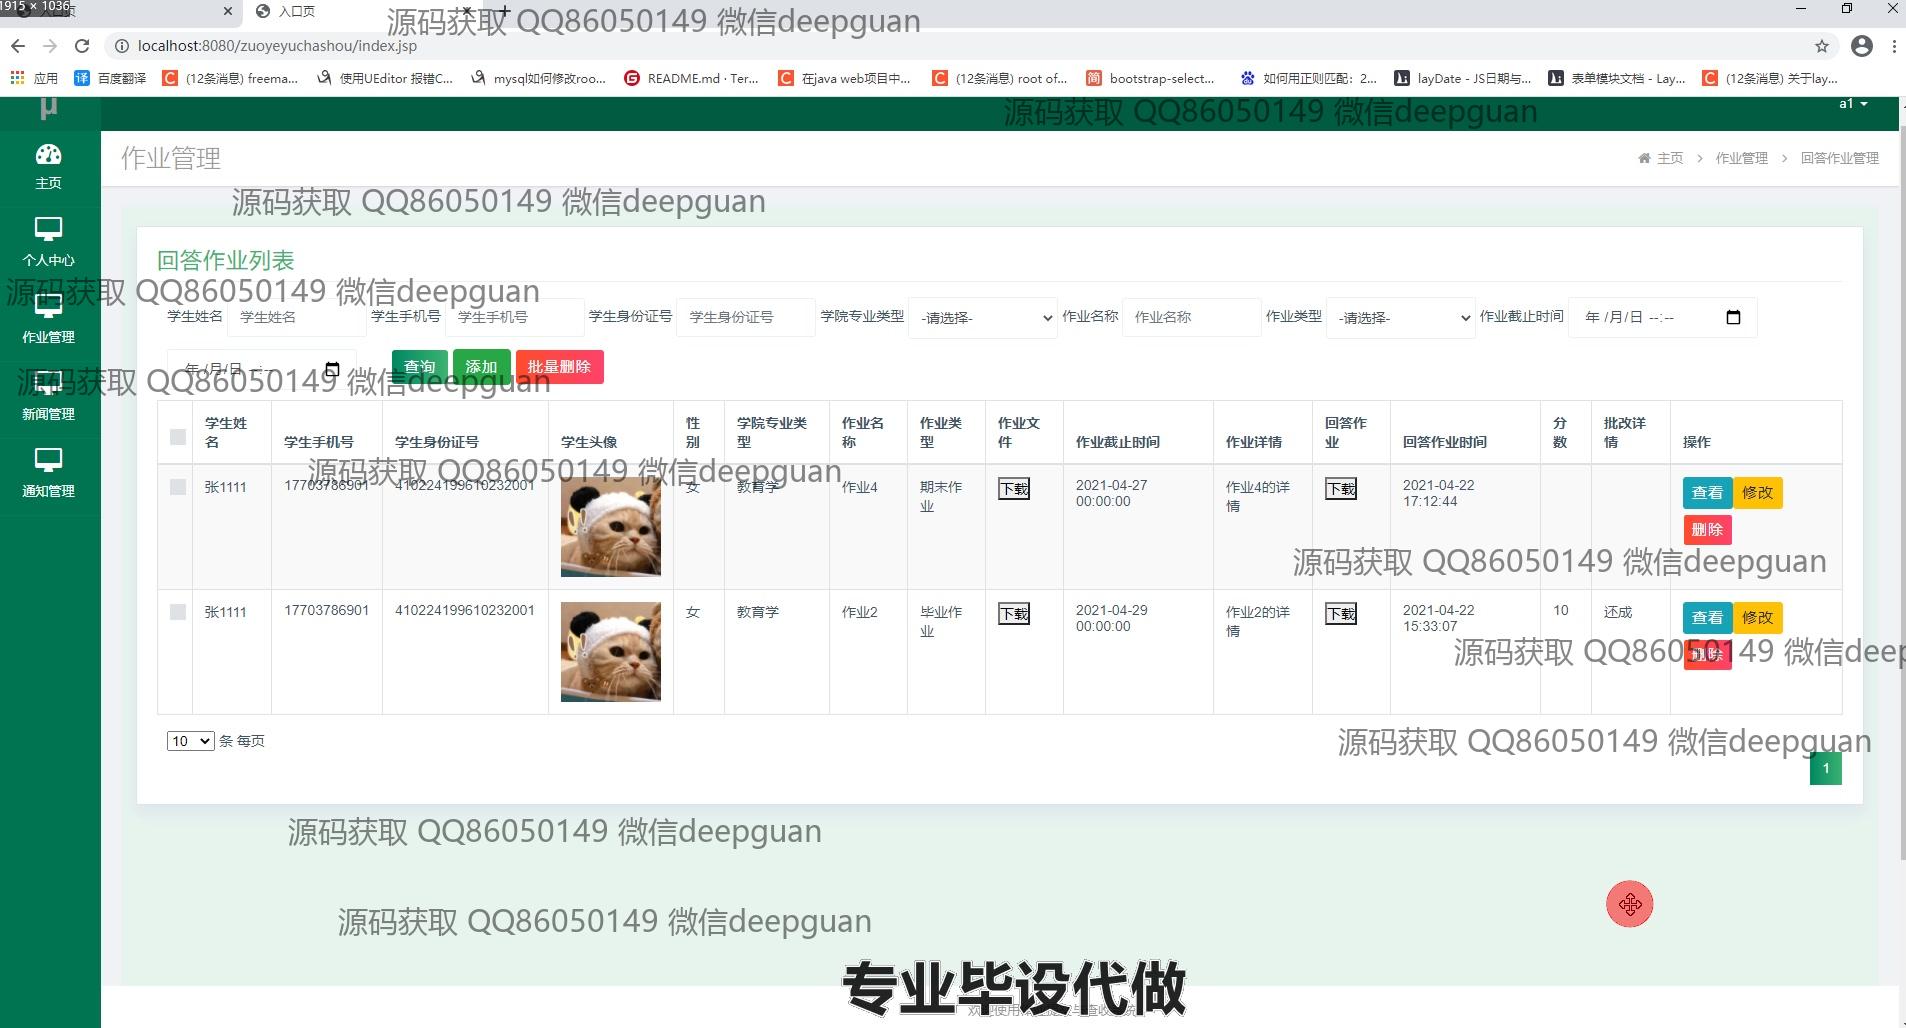 1915 × 1036
入口页
localhost:8080/zuoyeyuchashou/index.jsp
应用 百度翻译 (12条消息) freema... 使用UEditor 报错C... mysql如何修改roo... README.md · Ter... 在java web项目中... (12条消息) root of... bootstrap-select... 如何用正则匹配：2... layDate - JS日期与... 表单模块文档 - Lay... (12条消息) 关于lay...
源码获取 QQ86050149 微信deepguan
源码获取 QQ86050149 微信deepguan
a1
μ
主页
个人中心
作业管理
新闻管理
通知管理
作业管理
主页 > 作业管理 > 回答作业管理
源码获取 QQ86050149 微信deepguan
回答作业列表
源码获取 QQ86050149 微信deepguan
学生姓名 学生姓名 学生手机号 学生手机号 学生身份证号 学生身份证号 学院专业类型 -请选择- 作业名称 作业名称 作业类型 -请选择- 作业截止时间 年 /月/日 --:--
年 /月/日 --:-- 查询 添加 批量删除
源码获取 QQ86050149 微信deepguan
学生姓名 学生手机号 学生身份证号 学生头像 性别 学院专业类型 作业名称 作业类型 作业文件 作业截止时间 作业详情 回答作业 回答作业时间 分数 批改详情 操作
源码获取 QQ86050149 微信deepguan
张1111 17703786901 410224199610232001 女 教育学 作业4 期末作业 下载 2021-04-27 00:00:00 作业4的详情 下载 2021-04-22 17:12:44 查看 修改
删除
源码获取 QQ86050149 微信deepguan
张1111 17703786901 410224199610232001 女 教育学 作业2 毕业作业 下载 2021-04-29 00:00:00 作业2的详情 下载 2021-04-22 15:33:07 10 还成 查看 修改
删除
源码获取 QQ86050149 微信deep
10 条 每页
源码获取 QQ86050149 微信deepguan
1
源码获取 QQ86050149 微信deepguan
源码获取 QQ86050149 微信deepguan
专业毕设代做